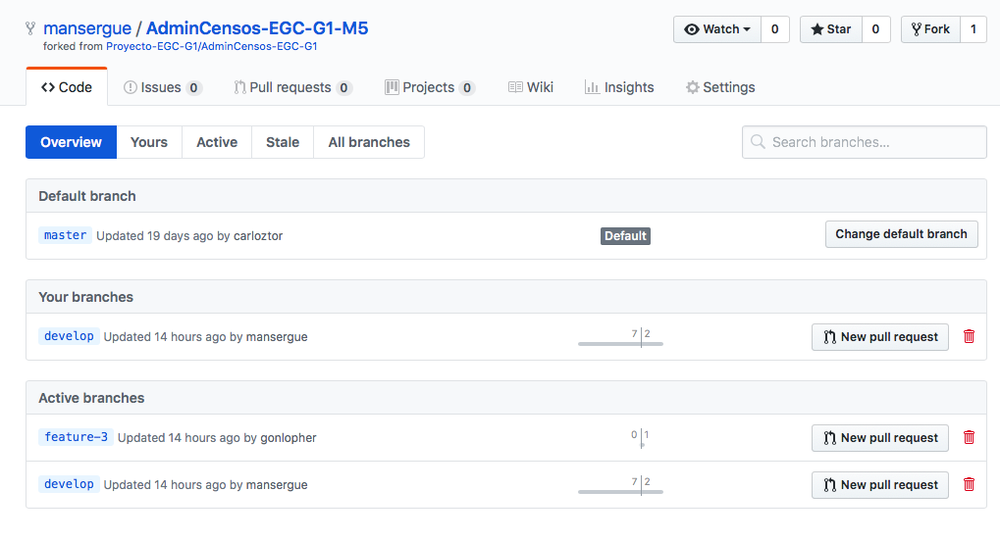 mansergue / AdminCensos-EGC-G1-M5
Watch 0 Star 0 Fork 1
forked from Proyecto-EGC-G1/AdminCensos-EGC-G1
Code Issues 0 Pull requests 0 Projects 0 Wiki Insights Settings
Overview Yours Active Stale All branches Search branches...
Default branch
master Updated 19 days ago by carloztor Default Change default branch
Your branches
develop Updated 14 hours ago by mansergue 7 2 New pull request
Active branches
feature-3 Updated 14 hours ago by gonlopher 0 1 New pull request
develop Updated 14 hours ago by mansergue 7 2 New pull request